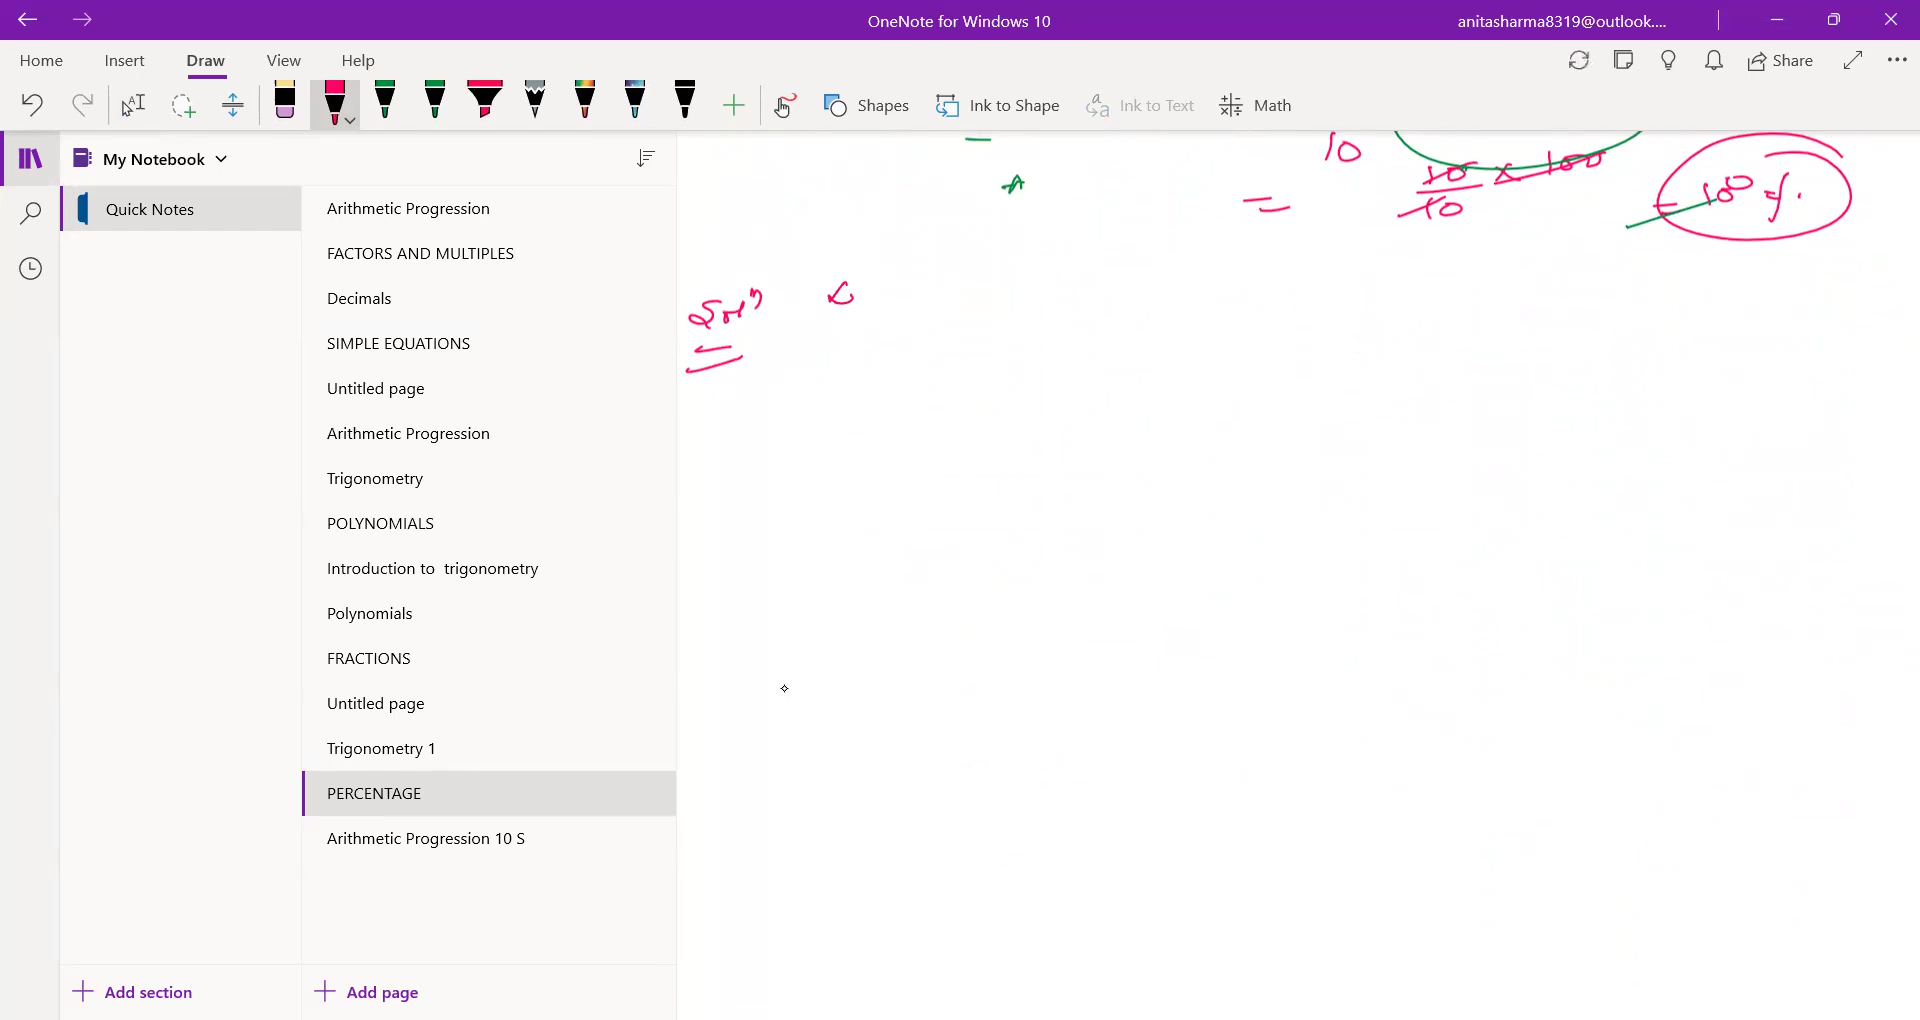 OneNote for Windows 10
anitasharma8319@outlook....
Home Insert Draw View Help
Share
Shapes Ink to Shape Ink to Text Math
My Notebook
Quick Notes
Arithmetic Progression
FACTORS AND MULTIPLES
Decimals
SIMPLE EQUATIONS
Untitled page
Arithmetic Progression
Trigonometry
POLYNOMIALS
Introduction to trigonometry
Polynomials
FRACTIONS
Untitled page
Trigonometry 1
PERCENTAGE
Arithmetic Progression 10 S
Add section
Add page
10
= 10/10 × 100 = 100 %
Solⁿ